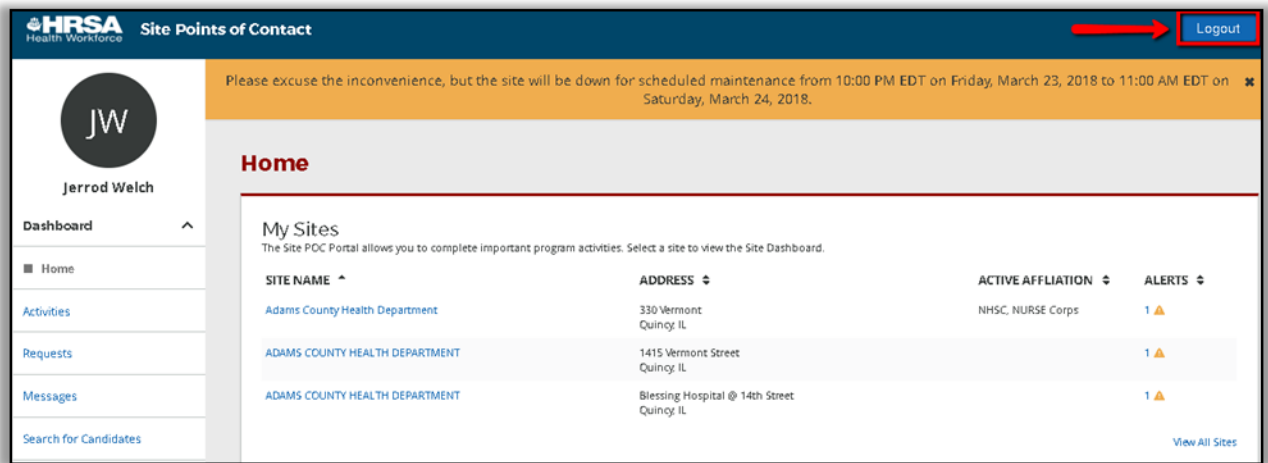 HRSA
Health Workforce
Site Points of Contact
Logout
JW
Jerrod Welch
Dashboard
Home
Activities
Requests
Messages
Search for Candidates
Please excuse the inconvenience, but the site will be down for scheduled maintenance from 10:00 PM EDT on Friday, March 23, 2018 to 11:00 AM EDT on
Saturday, March 24, 2018.
Home
My Sites
The Site POC Portal allows you to complete important program activities. Select a site to view the Site Dashboard.
SITE NAME ADDRESS ACTIVE AFFLIATION ALERTS
Adams County Health Department 330 Vermont NHSC, NURSE Corps 1
Quincy, IL
ADAMS COUNTY HEALTH DEPARTMENT 1415 Vermont Street 1
Quincy, IL
ADAMS COUNTY HEALTH DEPARTMENT Blessing Hospital @ 14th Street 1
Quincy, IL
View All Sites